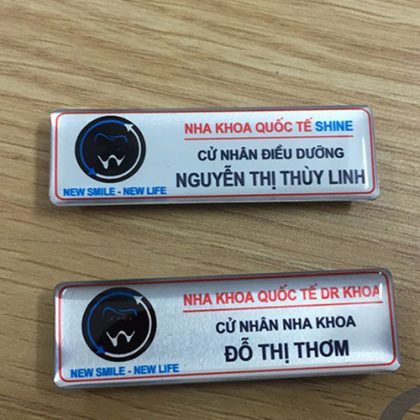 NHA KHOA QUỐC TẾ SHINE
CỬ NHÂN ĐIỀU DƯỠNG
NGUYỄN THỊ THÙY LINH
NEW SMILE - NEW LIFE
NHA KHOA QUỐC TẾ DR KHOA
CỬ NHÂN NHA KHOA
ĐỖ THỊ THƠM
NEW SMILE - NEW LIFE